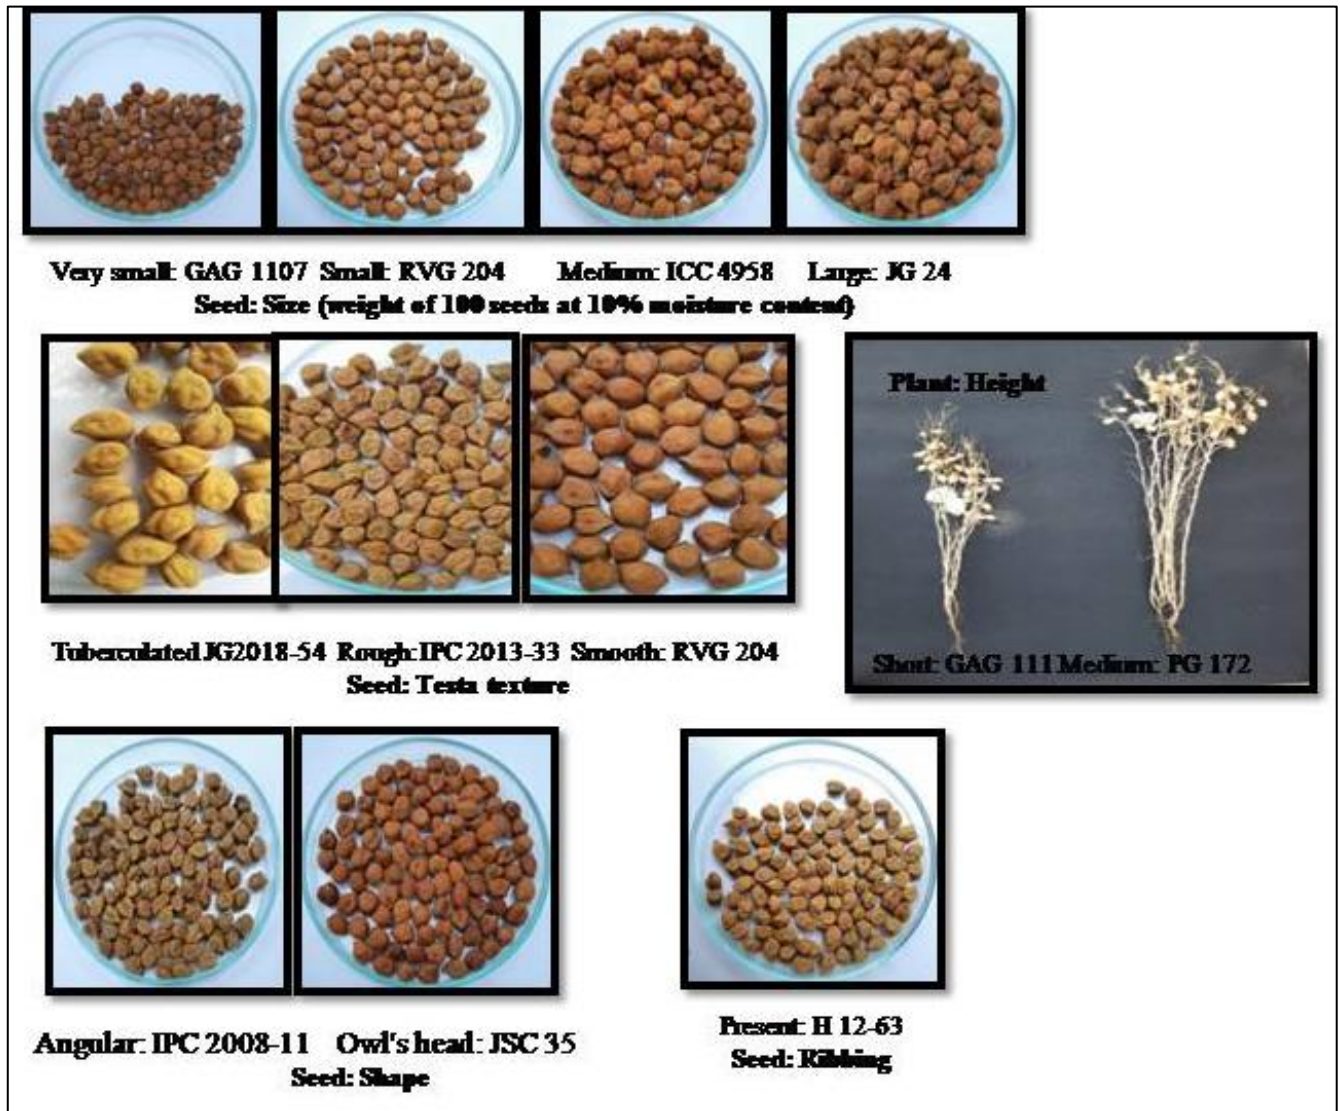 Very small: GAG 1107 Small: RVG 204 Medium: ICC 4958 Large: JG 24
Seed: Size (weight of 100 seeds at 10% moisture content)
Plant: Height
Short: GAG 111 Medium: PG 172
Tuberculated JG2018-54 Rough: IPC 2013-33 Smooth: RVG 204
Seed: Testa texture
Angular: IPC 2008-11 Owl's head: JSC 35
Seed: Shape
Present: H 12-63
Seed: Ribbing